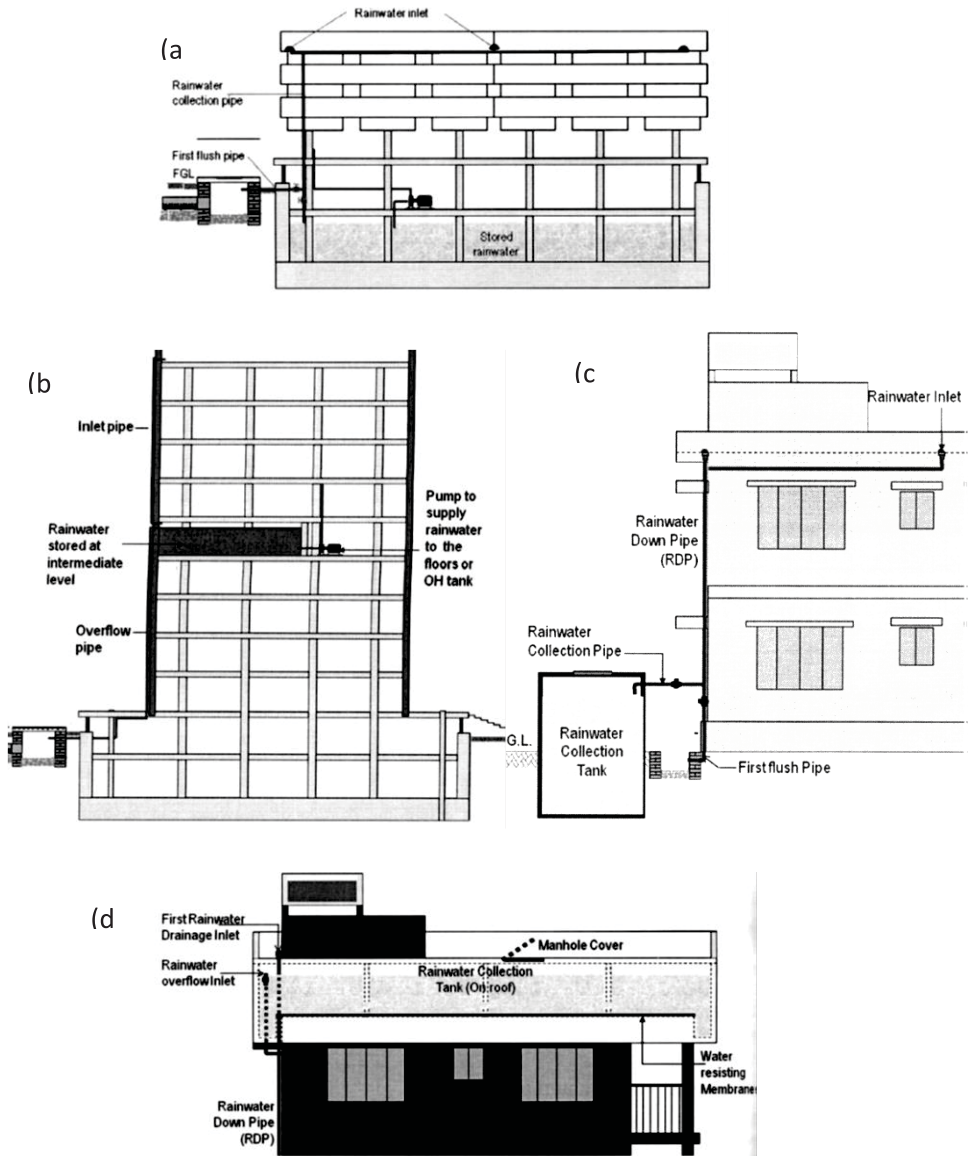 (a
Rainwater inlet
Rainwater
collection pipe
First flush pipe
FGL
Stored
rainwater
(b
Inlet pipe
Rainwater
stored at
intermediate
level
Overflow
pipe
Pump to
supply
rainwater
to the
floors or
OH tank
G.L.
(c
Rainwater Inlet
Rainwater
Down Pipe
(RDP)
Rainwater
Collection Pipe
Rainwater
Collection
Tank
First flush Pipe
(d
First Rainwater
Drainage Inlet
Rainwater
overflow Inlet
Manhole Cover
Rainwater Collection
Tank (On roof)
Water
resisting
Membrane
Rainwater
Down Pipe
(RDP)